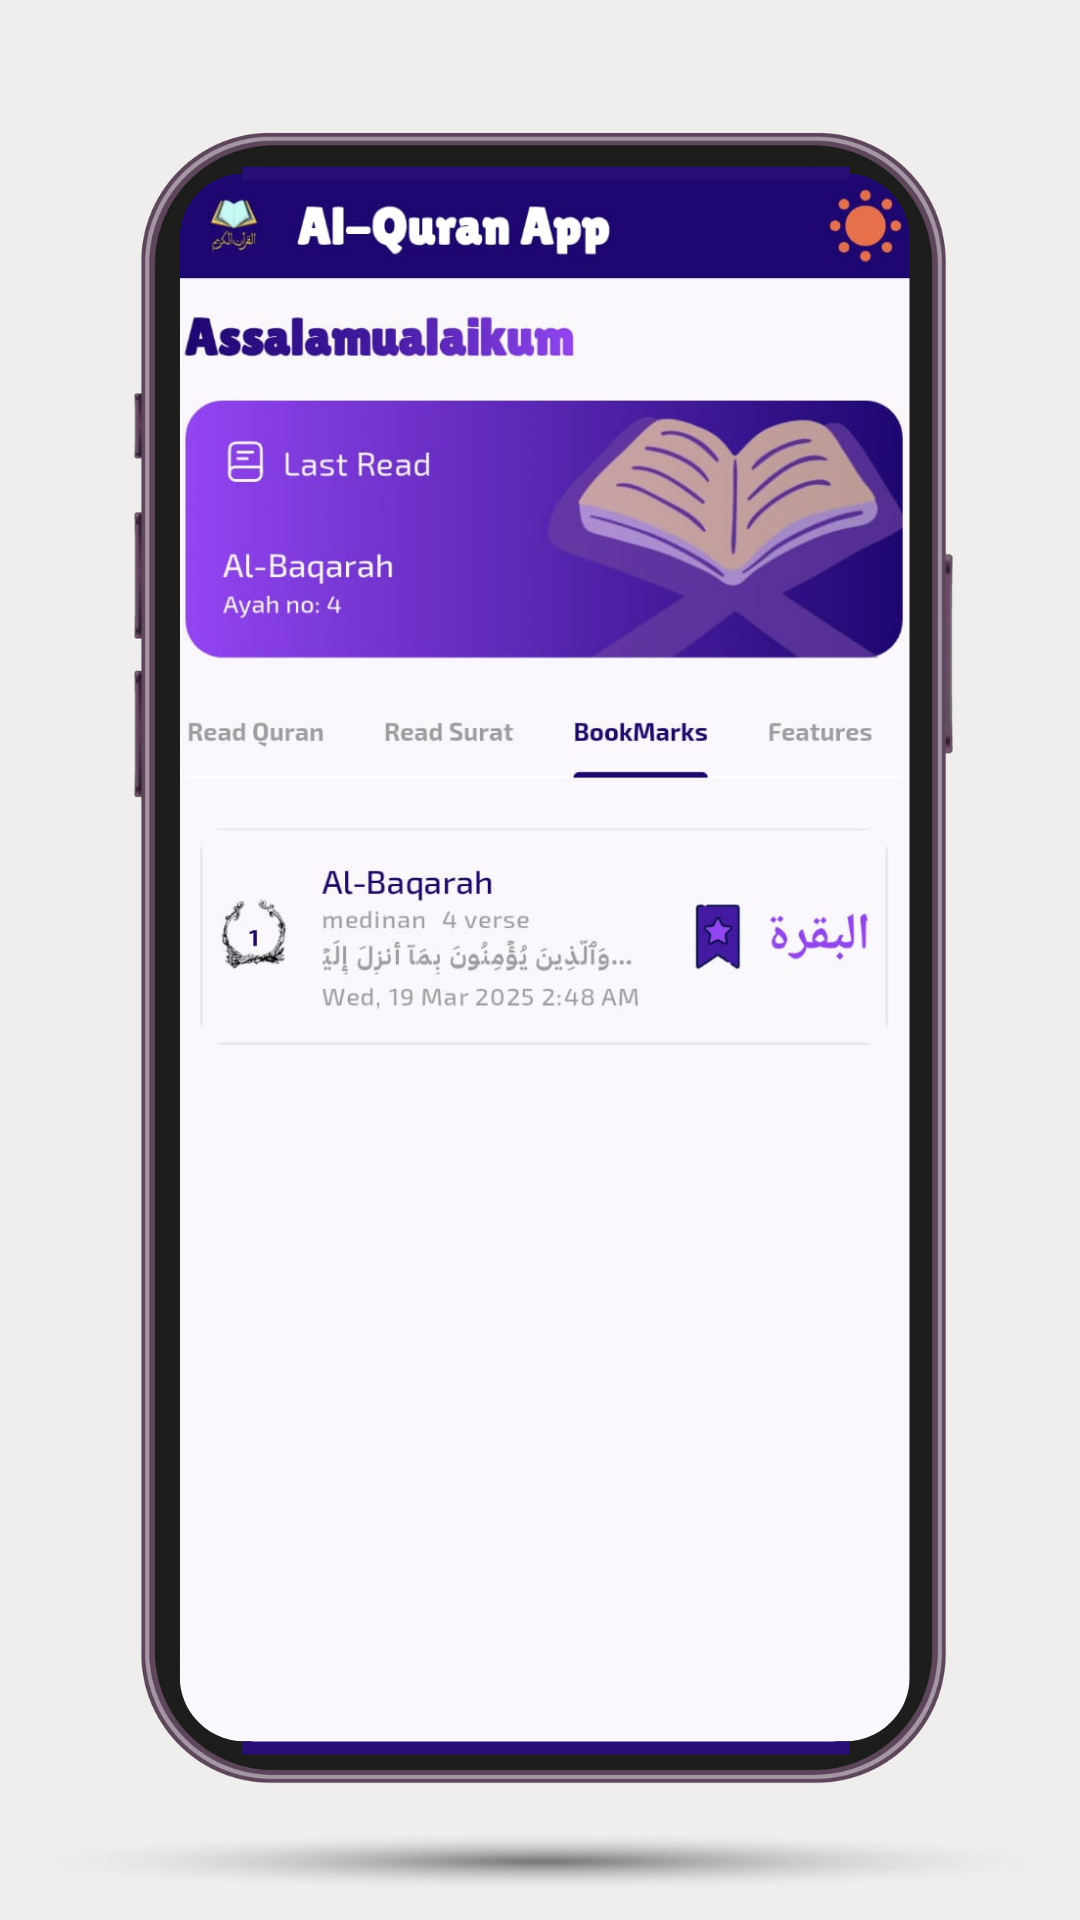 القرآن الكريم
Al-Quran App
Assalamualaikum
Last Read
Al-Baqarah
Ayah no: 4
Read Quran Read Surat BookMarks Features
Al-Baqarah
medinan 4 verse
1
البقرة
وَٱلَّذِينَ يُؤۡمِنُونَ بِمَآ أُنزِلَ إِلَيۡ...
Wed, 19 Mar 2025 2:48 AM